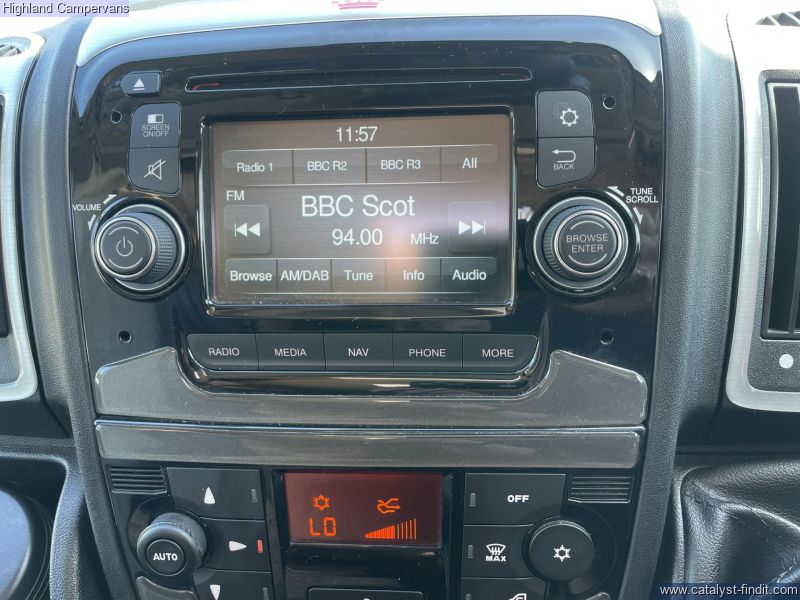 Highland Campervans
SCREEN
ON/OFF
11:57
Radio 1 BBC R2 BBC R3 All
BACK
FM
BBC Scot
94.00 MHz
VOLUME
TUNE
SCROLL
BROWSE
ENTER
Browse AM/DAB Tune Info Audio
RADIO MEDIA NAV PHONE MORE
LO
OFF
AUTO
MAX
www.catalyst-findit.com